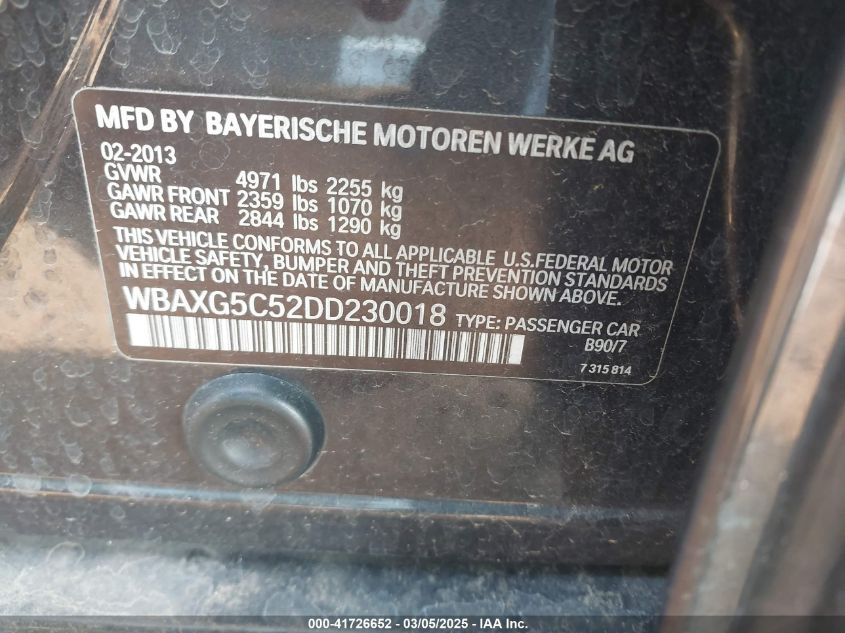 MFD BY BAYERISCHE MOTOREN WERKE AG
02-2013
GVWR 4971 lbs 2255 kg
GAWR FRONT 2359 lbs 1070 kg
GAWR REAR 2844 lbs 1290 kg
THIS VEHICLE CONFORMS TO ALL APPLICABLE U.S.FEDERAL MOTOR
VEHICLE SAFETY, BUMPER AND THEFT PREVENTION STANDARDS
IN EFFECT ON THE DATE OF MANUFACTURE SHOWN ABOVE.
WBAXG5C52DD230018 TYPE: PASSENGER CAR
B90/7
7 315 814
000-41726652 - 03/05/2025 - IAA Inc.